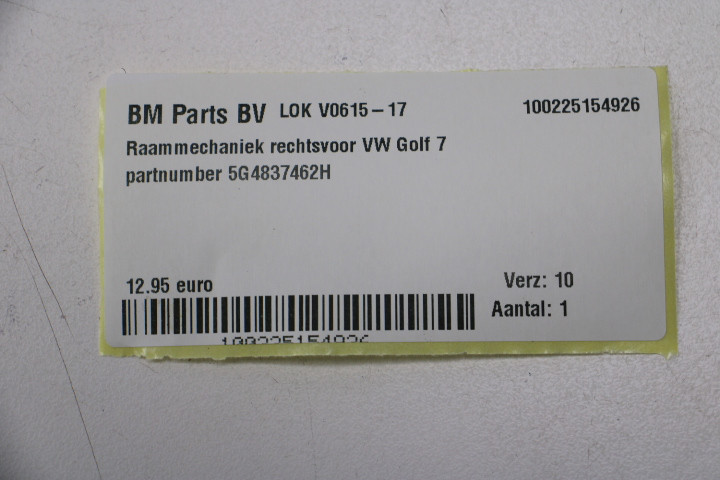 BM Parts BV LOK V0615-17 100225154926
Raammechaniek rechtsvoor VW Golf 7
partnumber 5G4837462H
12.95 euro Verz: 10
Aantal: 1
100225154926